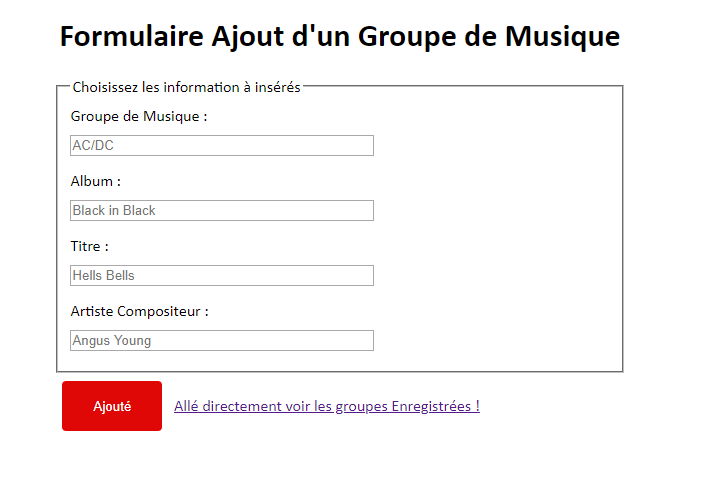 Formulaire Ajout d'un Groupe de Musique
Choisissez les information à insérés
Groupe de Musique :
AC/DC
Album :
Black in Black
Titre :
Hells Bells
Artiste Compositeur :
Angus Young
Ajouté
Allé directement voir les groupes Enregistrées !